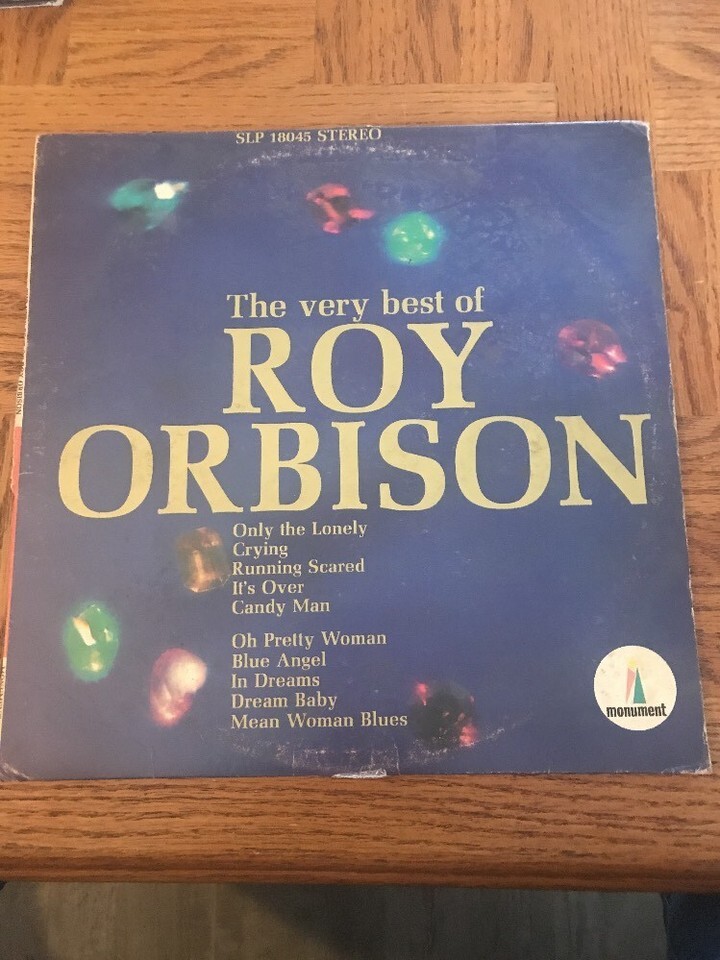 SLP 18045 STEREO
The very best of
ROY
ORBISON
Only the Lonely
Crying
Running Scared
It's Over
Candy Man
Oh Pretty Woman
Blue Angel
In Dreams
Dream Baby
Mean Woman Blues
monument